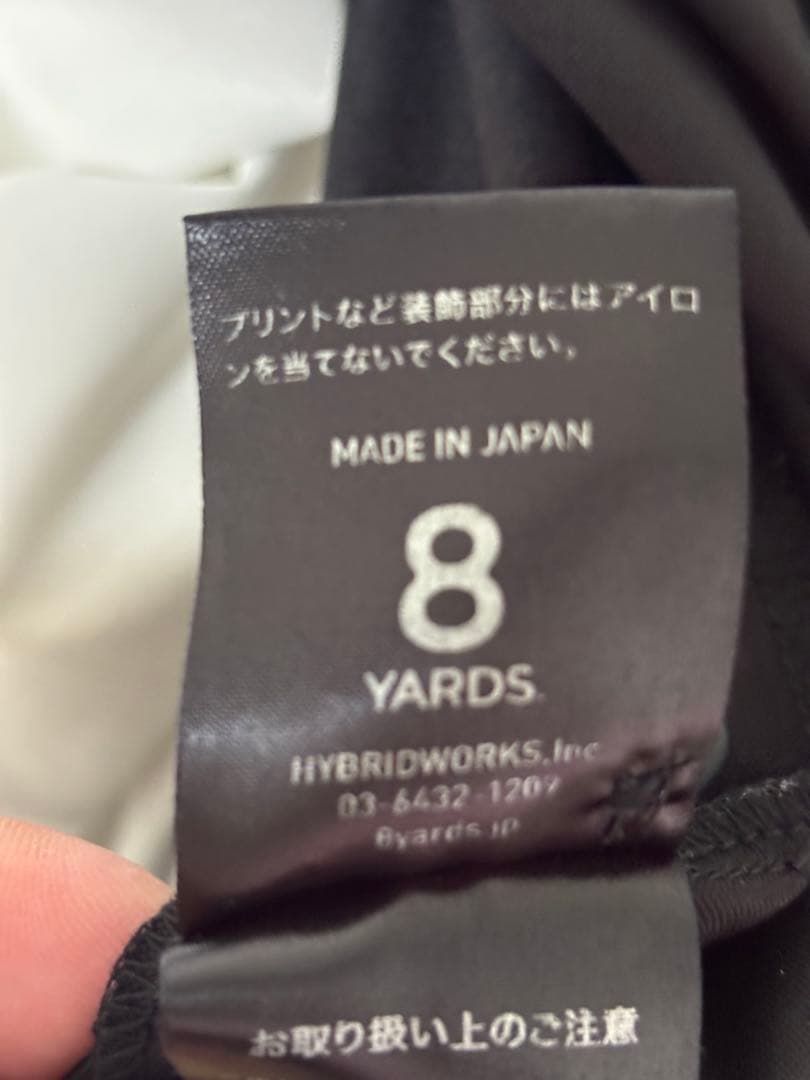 プリントなど装飾部分にはアイロ
ンを当てないでください。
MADE IN JAPAN
8
YARDS
HYBRIDWORKS.Inc
03-6432-1209
8yards.jp
お取り扱い上のご注意